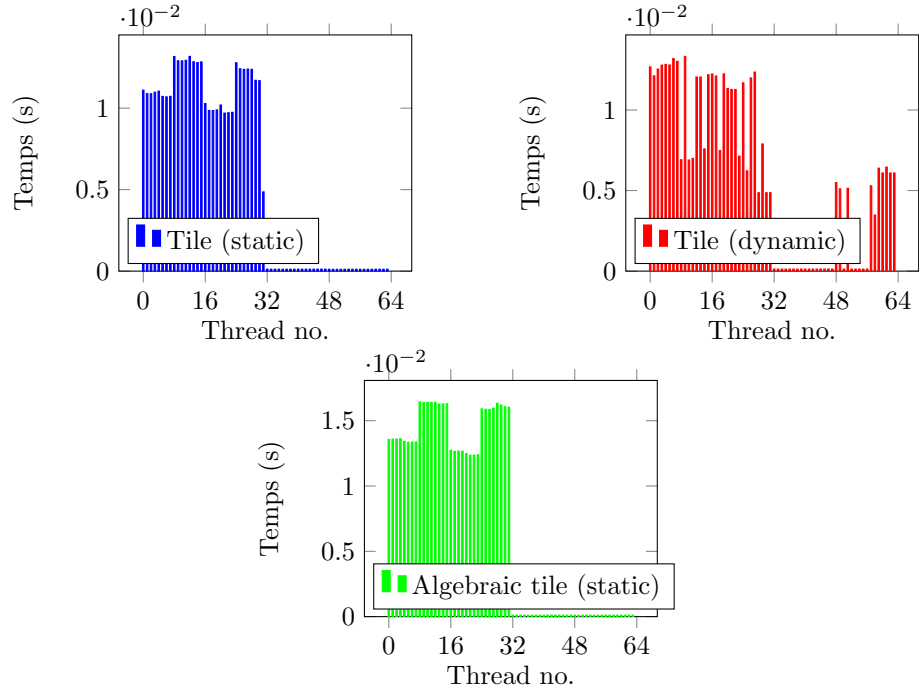 ·10−2
Temps (s)
1
0.5
0
Tile (static)
0 16 32 48 64
Thread no.
·10−2
Temps (s)
1
0.5
0
Tile (dynamic)
0 16 32 48 64
Thread no.
·10−2
Temps (s)
1.5
1
0.5
0
Algebraic tile (static)
0 16 32 48 64
Thread no.